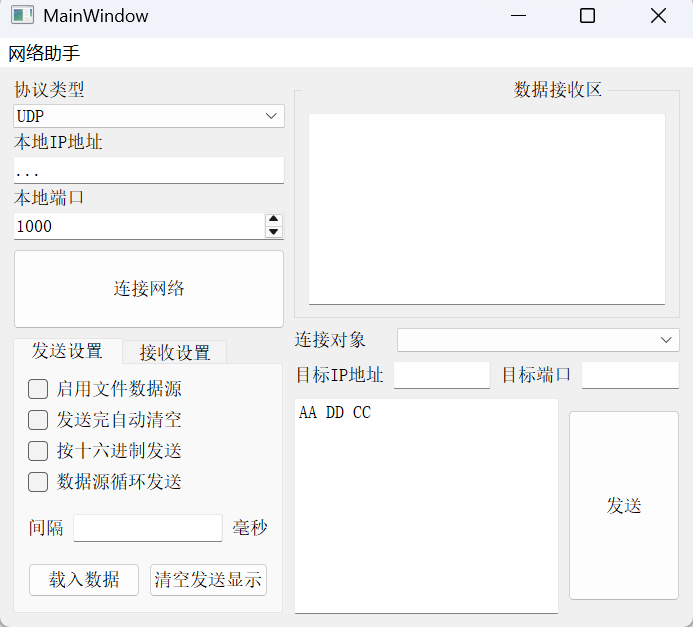 MainWindow
网络助手
协议类型
UDP
本地IP地址
...
本地端口
1000
连接网络
发送设置
接收设置
启用文件数据源
发送完自动清空
按十六进制发送
数据源循环发送
间隔
毫秒
载入数据
清空发送显示
数据接收区
连接对象
目标IP地址
目标端口
AA DD CC
发送